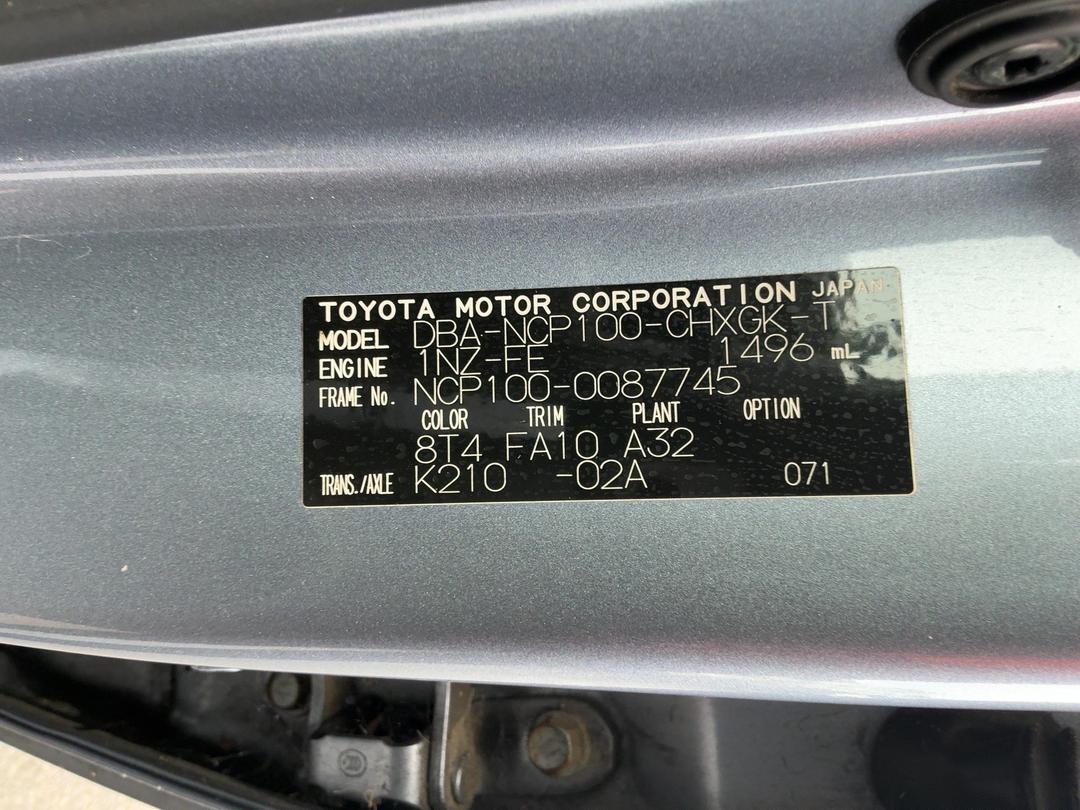 TOYOTA MOTOR CORPORATION JAPAN
MODEL DBA-NCP100-CHXGK-T
ENGINE 1NZ-FE 1496 mL
FRAME No. NCP100-0087745
COLOR TRIM PLANT OPTION
8T4 FA10 A32
TRANS./AXLE K210 -02A 071